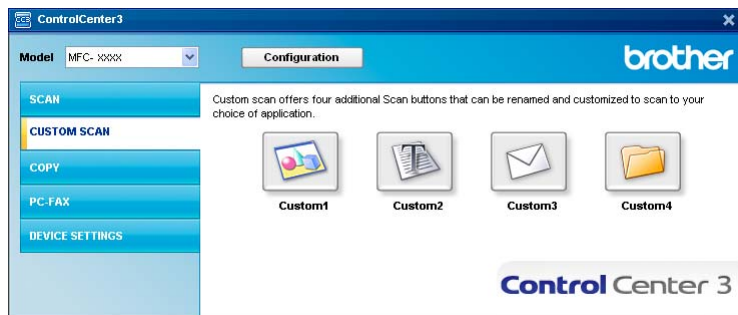 CC3 ControlCenter3
Model MFC- XXXX Configuration brother
SCAN
CUSTOM SCAN
COPY
PC-FAX
DEVICE SETTINGS
Custom scan offers four additional Scan buttons that can be renamed and customized to scan to your
choice of application.
T
Custom1 Custom2 Custom3 Custom4
Control Center 3